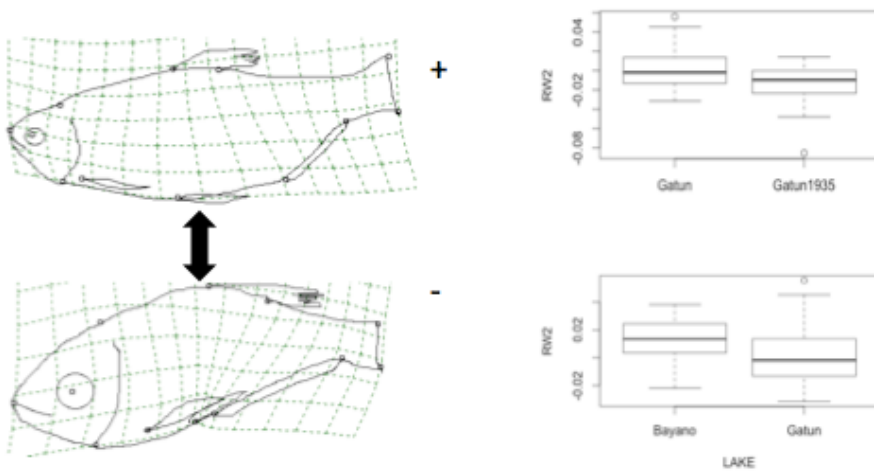 +
0.04
-0.02
-0.08
RW2
Gatun
Gatun1935
-
0.02
-0.02
RW2
Bayano
Gatun
LAKE